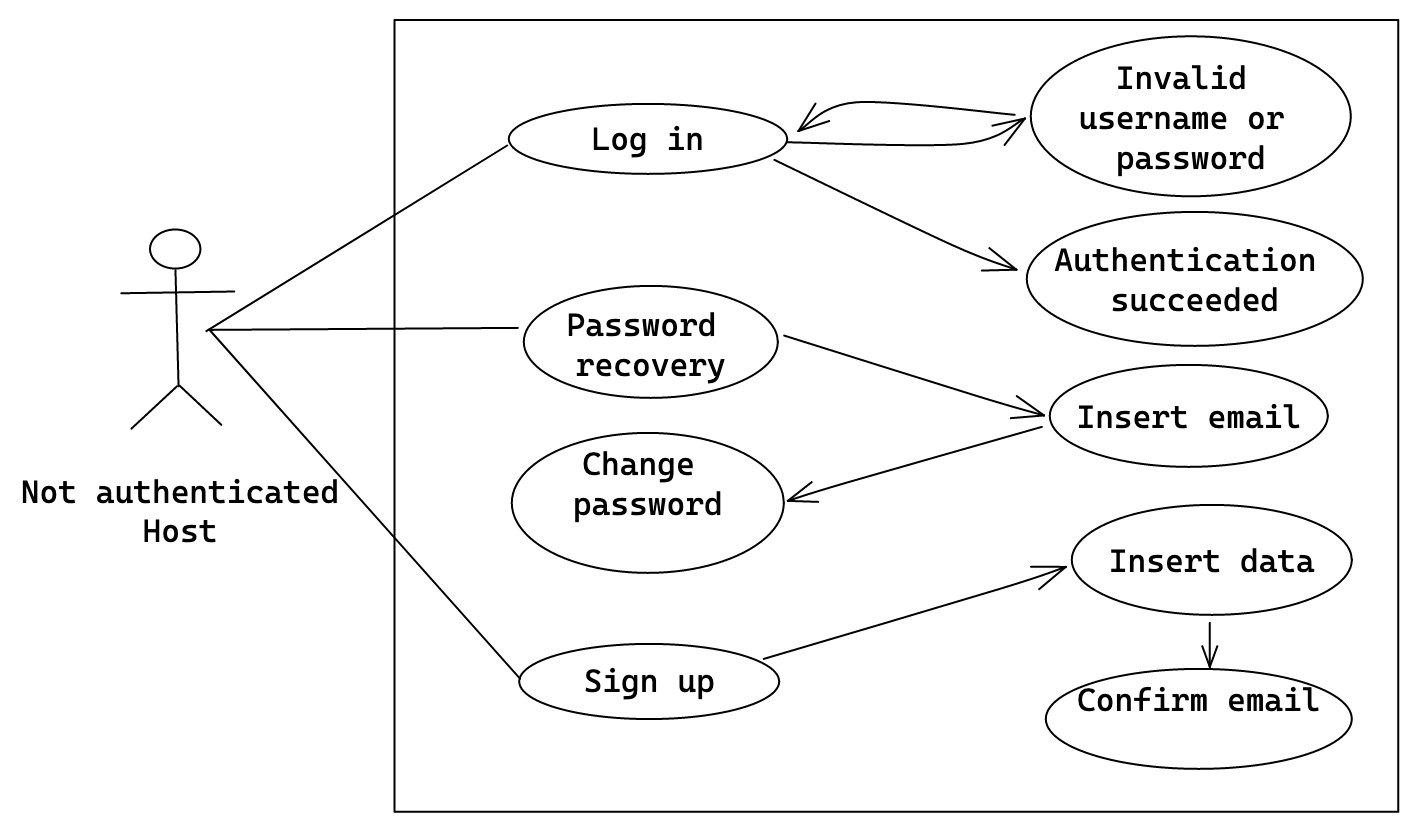 Invalid
username or
password
Log in
Authentication
succeeded
Password
recovery
Insert email
Change
password
Not authenticated
Host
Insert data
Sign up
Confirm email